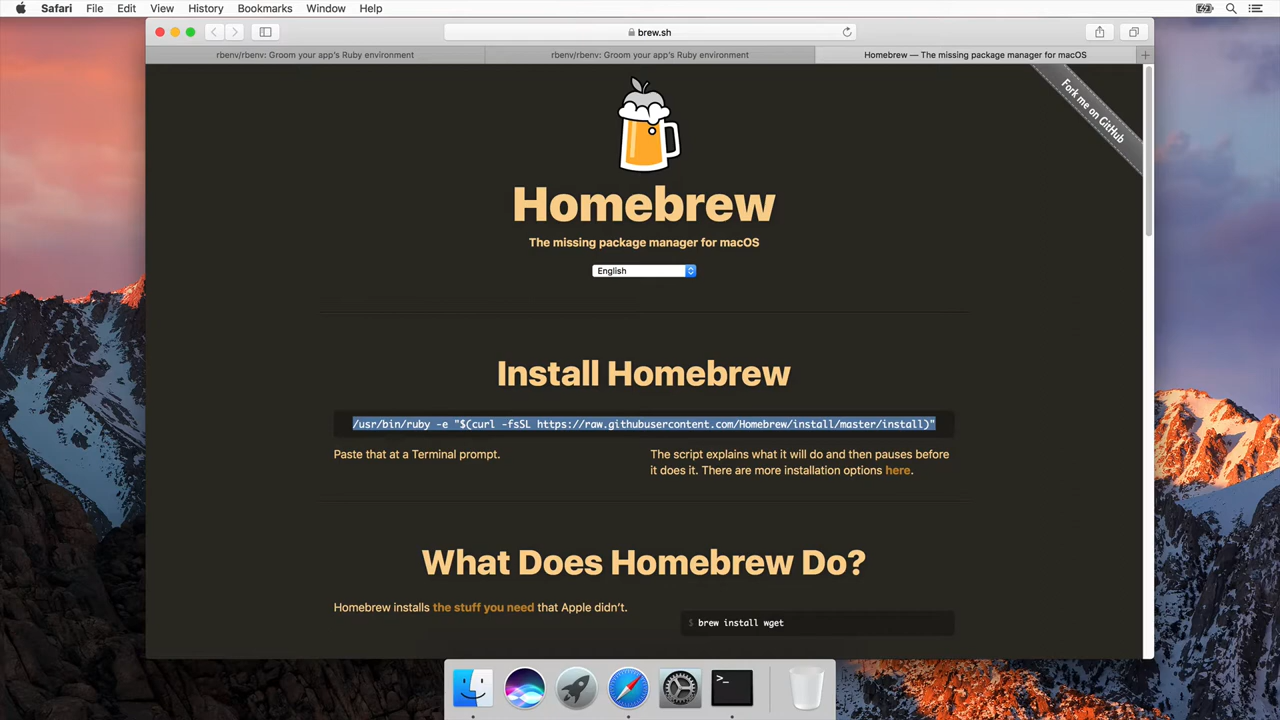 Safari File Edit View History Bookmarks Window Help
brew.sh
rbenv/rbenv: Groom your app's Ruby environment
rbenv/rbenv: Groom your app's Ruby environment
Homebrew — The missing package manager for macOS
Fork me on GitHub
Homebrew
The missing package manager for macOS
English
Install Homebrew
/usr/bin/ruby -e "$(curl -fsSL https://raw.githubusercontent.com/Homebrew/install/master/install)"
Paste that at a Terminal prompt.
The script explains what it will do and then pauses before
it does it. There are more installation options here.
What Does Homebrew Do?
Homebrew installs the stuff you need that Apple didn't.
$ brew install wget
>_